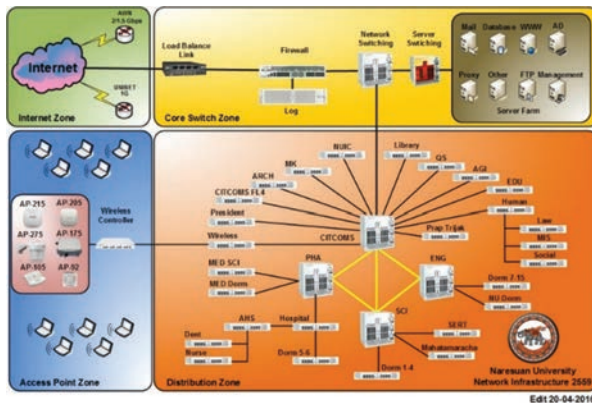 AWN
2/1.5 Gbps
Internet
UNINET
1G
Internet Zone
Load Balance
Link
Firewall
Log
Network
Switching
Server
Switching
Core Switch Zone
Mail
Database
WWW
AD
Proxy
Other
FTP
Management
Server Farm
AP-215
AP-205
AP-275
AP-175
AP-105
AP-92
Wireless
Controller
Access Point Zone
NUIC
MK
ARCH
CITCOMS FL4
President
Wireless
Library
QS
AGI
EDU
Human
Law
MIS
Social
Prap Trijak
CITCOMS
PHA
ENG
SCI
MED SCI
MED Dorm
AHS
Hospital
Dent
Nurse
Dorm 5-6
Dorm 7-15
NU Dorm
SERT
Mahatamaracha
Dorm 1-4
Distribution Zone
Naresuan University
Network Infrastructure 2559
Edit 20-04-2016